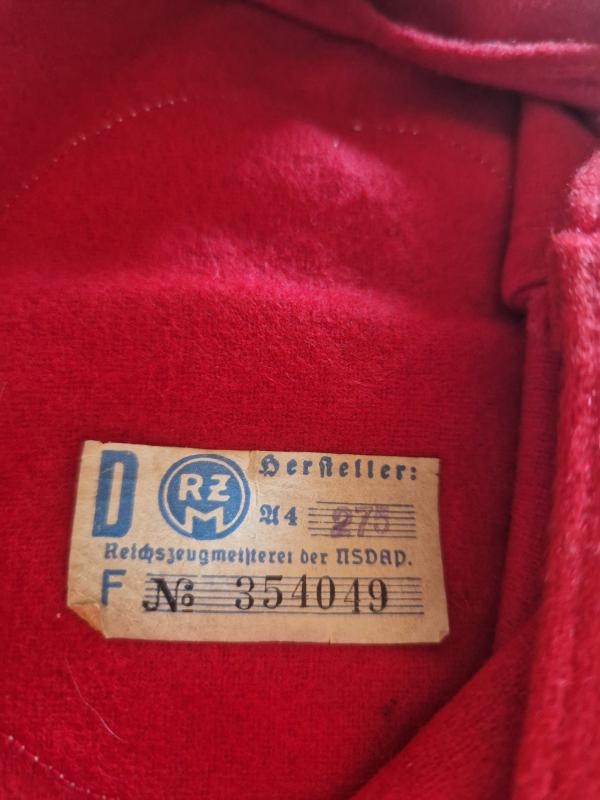 D RZM Hersteller:
A4 275
Reichszeugmeisterei der NSDAP.
F № 354049